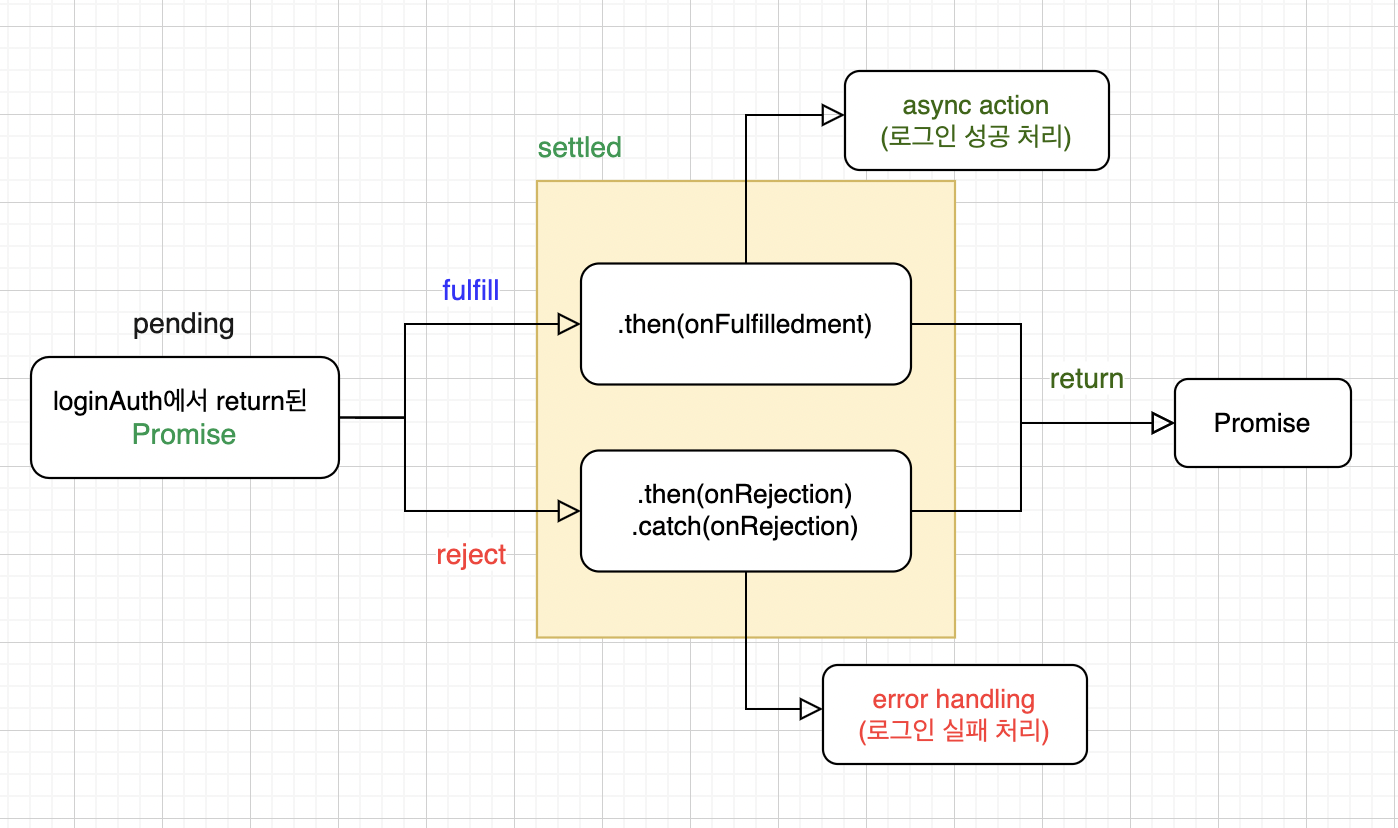 async action
(로그인 성공 처리)
settled
fulfill
pending
.then(onFulfilledment)
loginAuth에서 return된
Promise
return
Promise
.then(onRejection)
.catch(onRejection)
reject
error handling
(로그인 실패 처리)